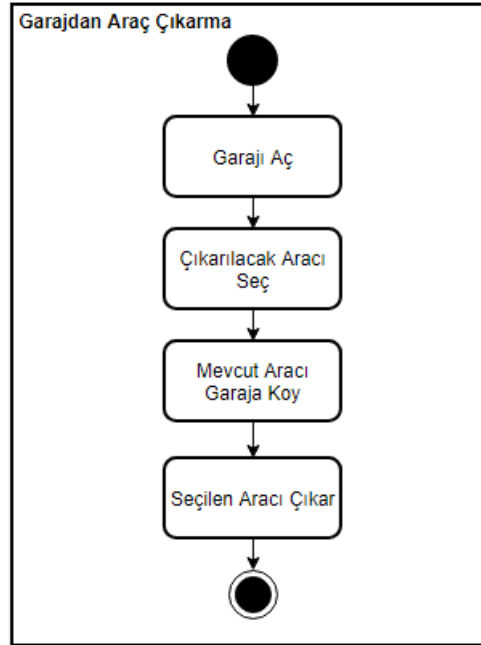 Garajdan Araç Çıkarma
Garajı Aç
Çıkarılacak Aracı
Seç
Mevcut Aracı
Garaja Koy
Seçilen Aracı Çıkar